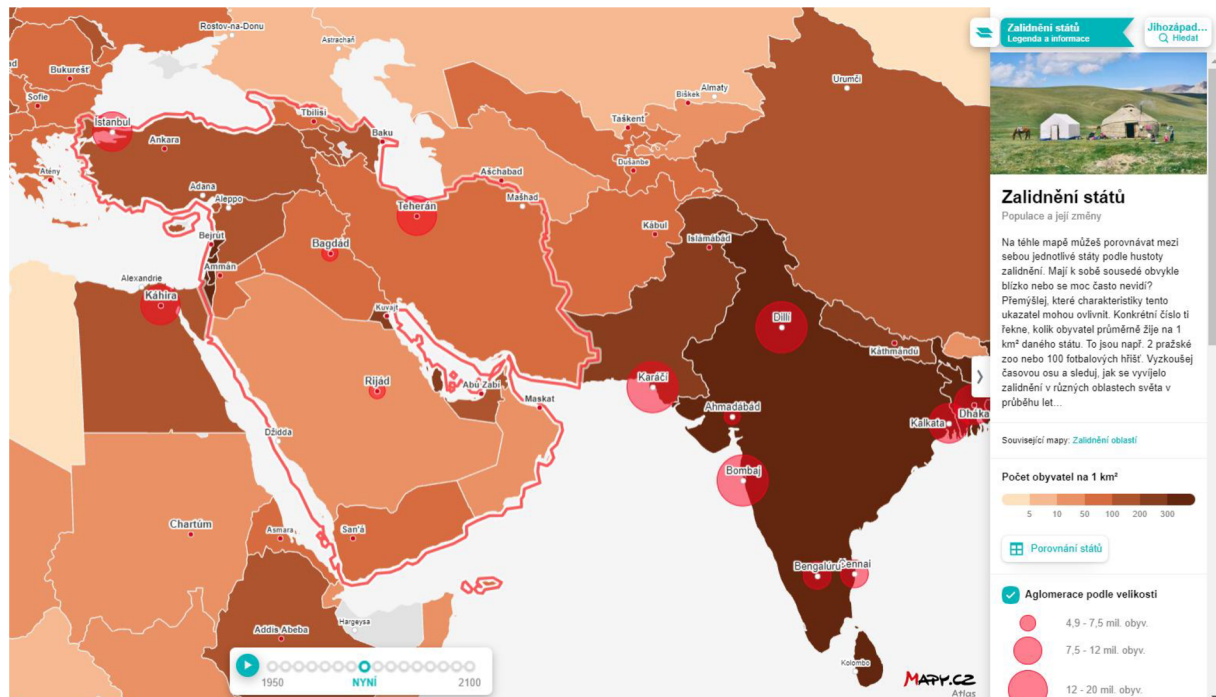 Rostov-na-Donu
Astrachaň
Bukurešť
Sofie
Istanbul
Tbilisi
Baku
Ankara
Atény
Adana
Aleppo
Bejrut
Ammán
Alexandrie
Káhira
Bagdád
Teherán
Ašchabad
Mašhad
Kuvajt
Rijád
Abú Zabí
Maskat
Džidda
Chartúm
Asmara
San'á
Addis Abeba
Hargeysa
Urumči
Almaty
Biškek
Taškent
Dušanbe
Kábul
Islámábád
Dillí
Káthmándú
Karáčí
Ahmadábád
Kalkata
Dháka
Bombaj
Bengalúru
Kolombo
1950
NYNÍ
2100
MAPY.CZ
Atlas
Zalidnění států
Legenda a informace
Jihozápad...
Hledat
Zalidnění států
Populace a její změny
Na téhle mapě můžeš porovnávat mezi
sebou jednotlivé státy podle hustoty
zalidnění. Mají k sobě sousedé obvykle
blízko nebo se moc často nevidí?
Přemýšlej, které charakteristiky tento
ukazatel mohou ovlivnit. Konkrétní číslo ti
řekne, kolik obyvatel průměrně žije na 1
km² daného státu. To jsou např. 2 pražské
zoo nebo 100 fotbalových hřišť. Vyzkoušej
časovou osu a sleduj, jak se vyvíjelo
zalidnění v různých oblastech světa v
průběhu let...
Související mapy: Zalidnění oblastí
Počet obyvatel na 1 km²
5 10 50 100 200 300
Porovnání států
Aglomerace podle velikosti
4,9 - 7,5 mil. obyv.
7,5 - 12 mil. obyv.
12 - 20 mil. obyv.